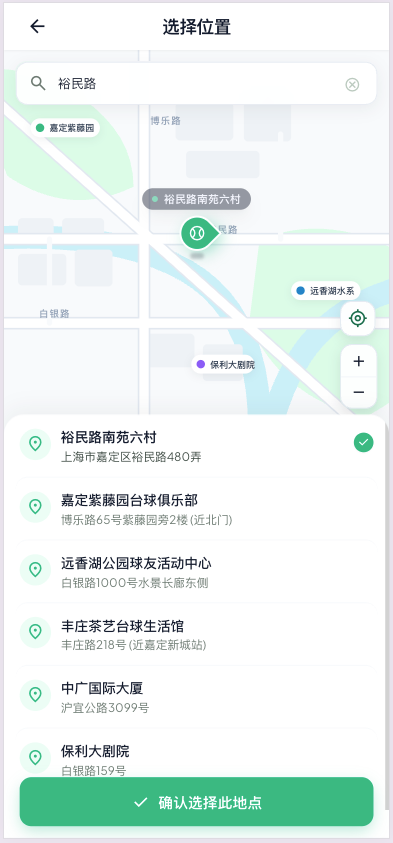 选择位置
裕民路
博乐路
嘉定紫藤园
裕民路南苑六村
民路
远香湖水系
白银路
保利大剧院
裕民路南苑六村
上海市嘉定区裕民路480弄
嘉定紫藤园台球俱乐部
博乐路65号紫藤园旁2楼 (近北门)
远香湖公园球友活动中心
白银路1000号水景长廊东侧
丰庄茶艺台球生活馆
丰庄路218号 (近嘉定新城站)
中广国际大厦
沪宜公路3099号
保利大剧院
白银路159号
确认选择此地点